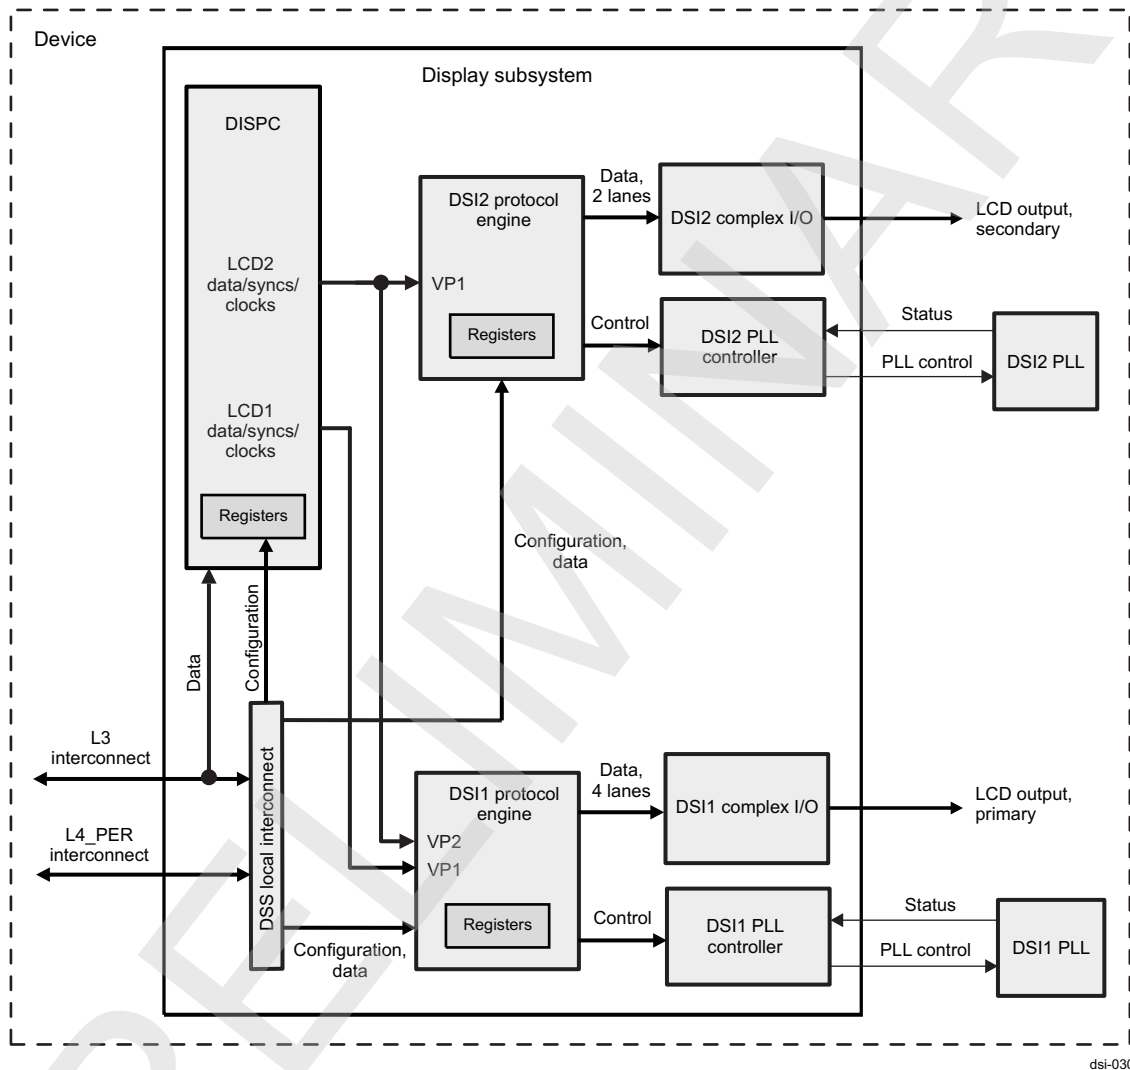 Device
Display subsystem
DISPC
LCD2
data/syncs/
clocks
LCD1
data/syncs/
clocks
Registers
DSI2 protocol
engine
VP1
Registers
Data,
2 lanes
DSI2 complex I/O
LCD output,
secondary
Control
DSI2 PLL
controller
Status
PLL control
DSI2 PLL
Configuration,
data
Data
Configuration
L3
interconnect
L4_PER
interconnect
DSS local interconnect
Configuration,
data
DSI1 protocol
engine
VP2
VP1
Registers
Data,
4 lanes
DSI1 complex I/O
LCD output,
primary
Control
DSI1 PLL
controller
Status
PLL control
DSI1 PLL
PRELIMINAR
dsi-030